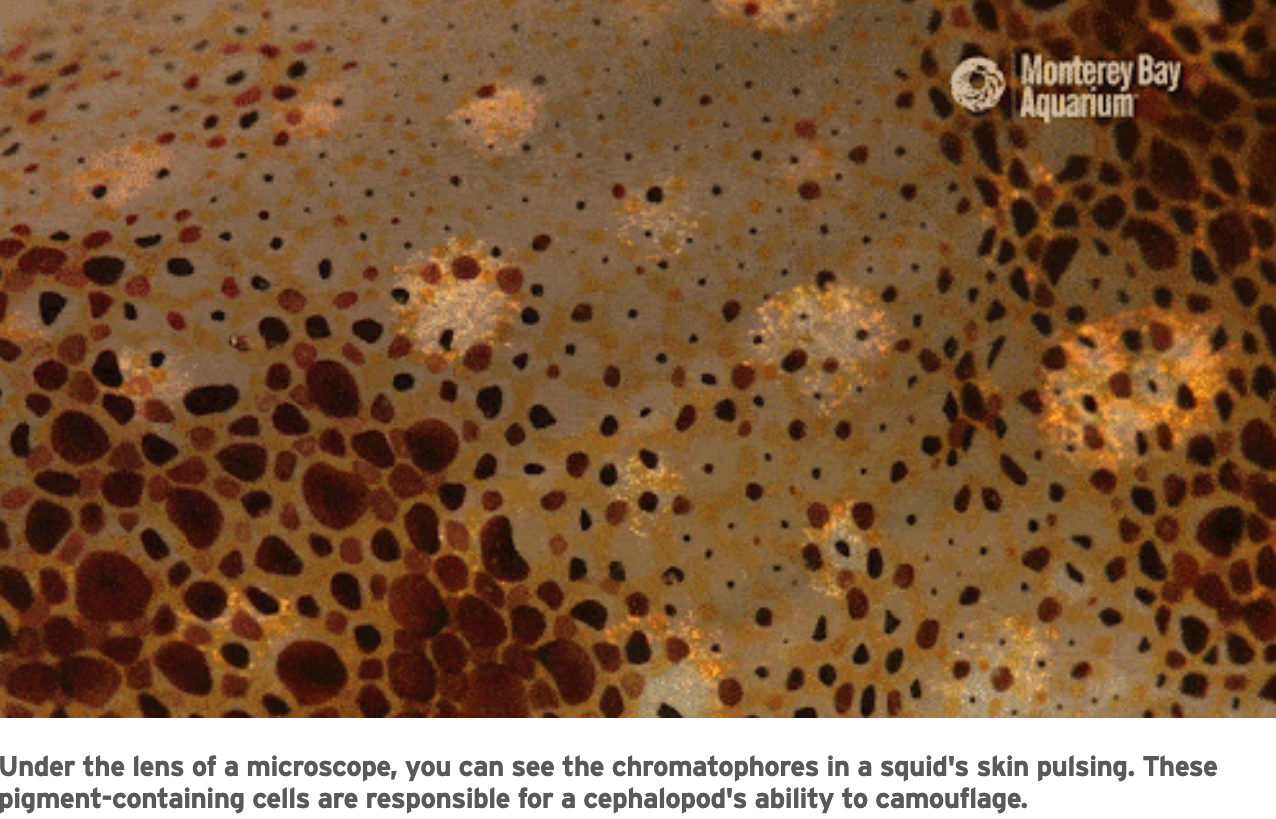 Monterey Bay
Aquarium
Under the lens of a microscope, you can see the chromatophores in a squid's skin pulsing. These
pigment-containing cells are responsible for a cephalopod's ability to camouflage.